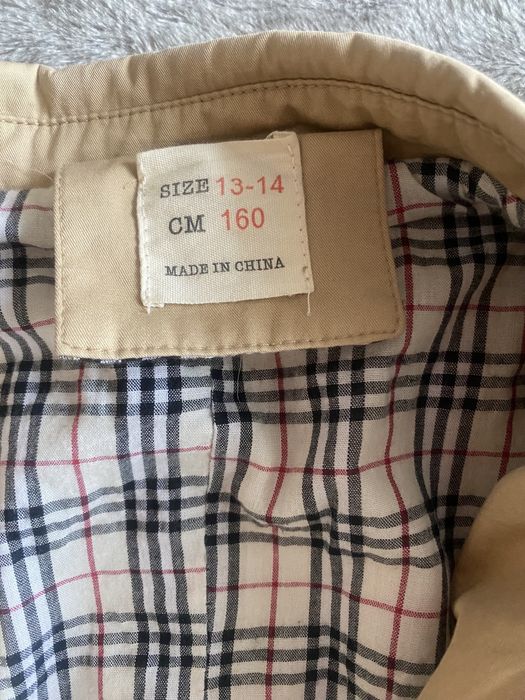 SIZE 13-14
CM 160
MADE IN CHINA